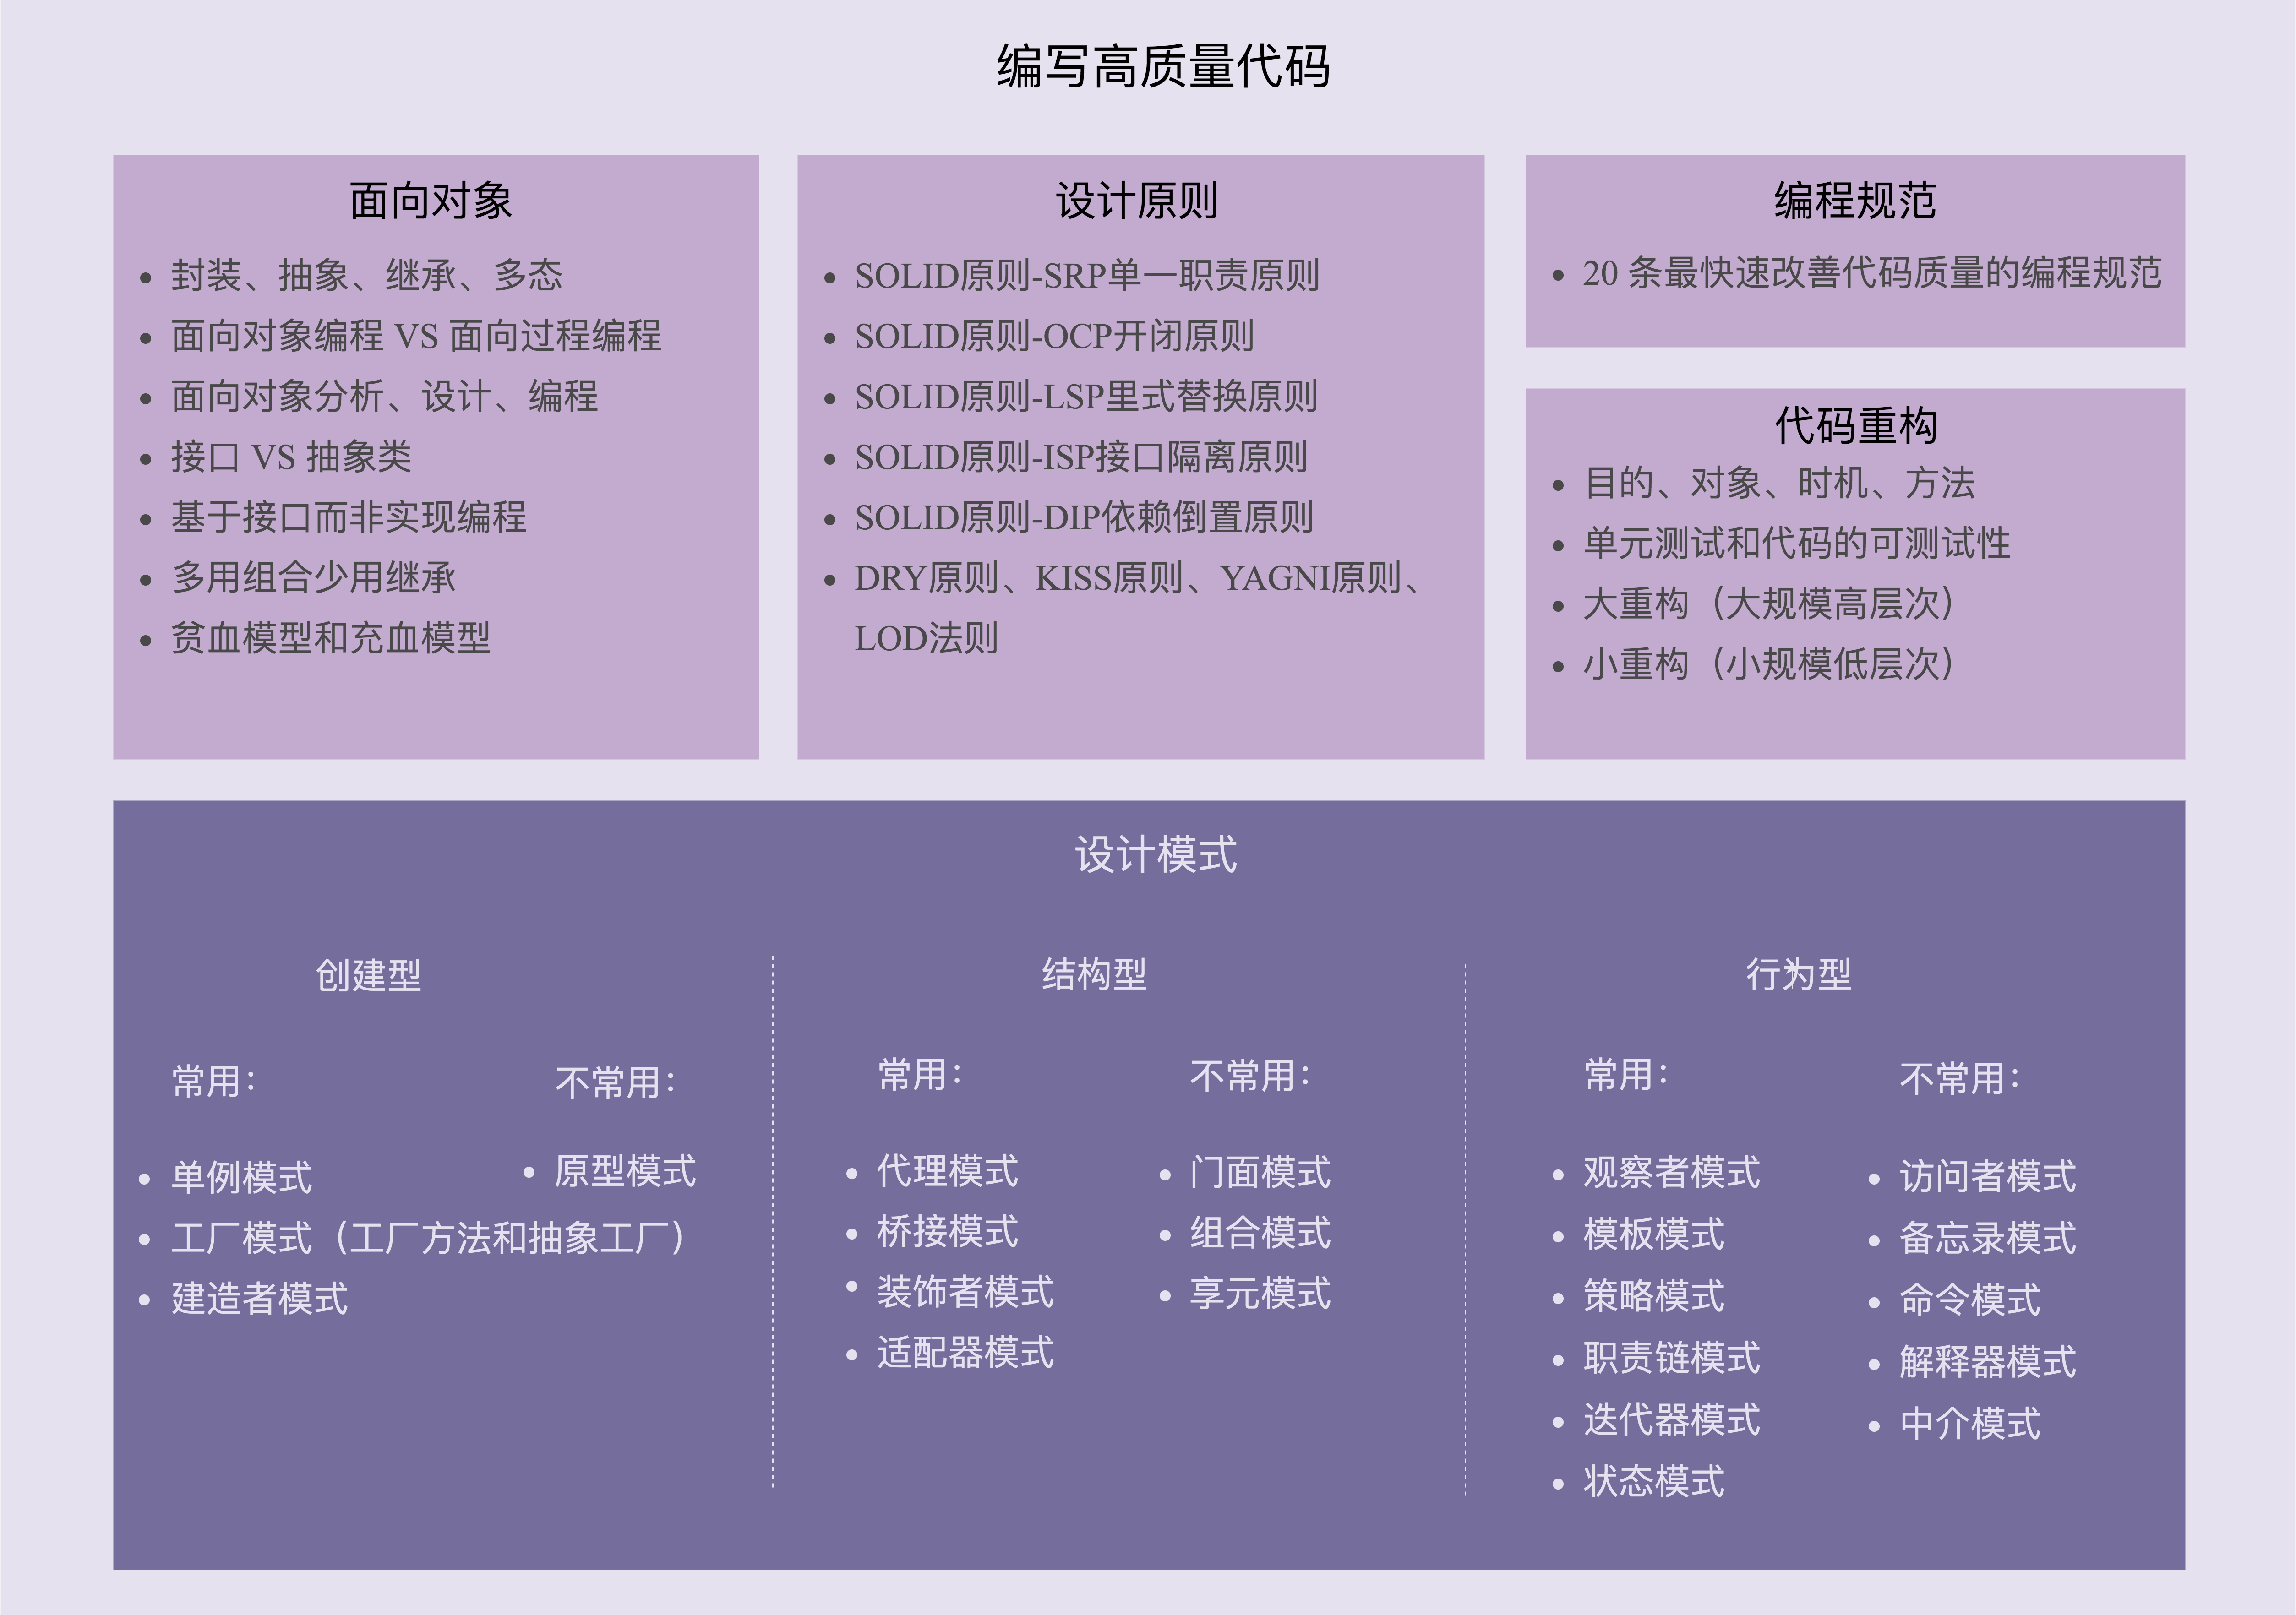 编写高质量代码
面向对象
• 封装、抽象、继承、多态
• 面向对象编程 VS 面向过程编程
• 面向对象分析、设计、编程
• 接口 VS 抽象类
• 基于接口而非实现编程
• 多用组合少用继承
• 贫血模型和充血模型
设计原则
• SOLID原则-SRP单一职责原则
• SOLID原则-OCP开闭原则
• SOLID原则-LSP里式替换原则
• SOLID原则-ISP接口隔离原则
• SOLID原则-DIP依赖倒置原则
• DRY原则、KISS原则、YAGNI原则、
LOD法则
编程规范
• 20 条最快速改善代码质量的编程规范
代码重构
• 目的、对象、时机、方法
• 单元测试和代码的可测试性
• 大重构（大规模高层次）
• 小重构（小规模低层次）
设计模式
创建型
常用：
• 单例模式
• 工厂模式（工厂方法和抽象工厂）
• 建造者模式
不常用：
• 原型模式
结构型
常用：
• 代理模式
• 桥接模式
• 装饰者模式
• 适配器模式
不常用：
• 门面模式
• 组合模式
• 享元模式
行为型
常用：
• 观察者模式
• 模板模式
• 策略模式
• 职责链模式
• 迭代器模式
• 状态模式
不常用：
• 访问者模式
• 备忘录模式
• 命令模式
• 解释器模式
• 中介模式